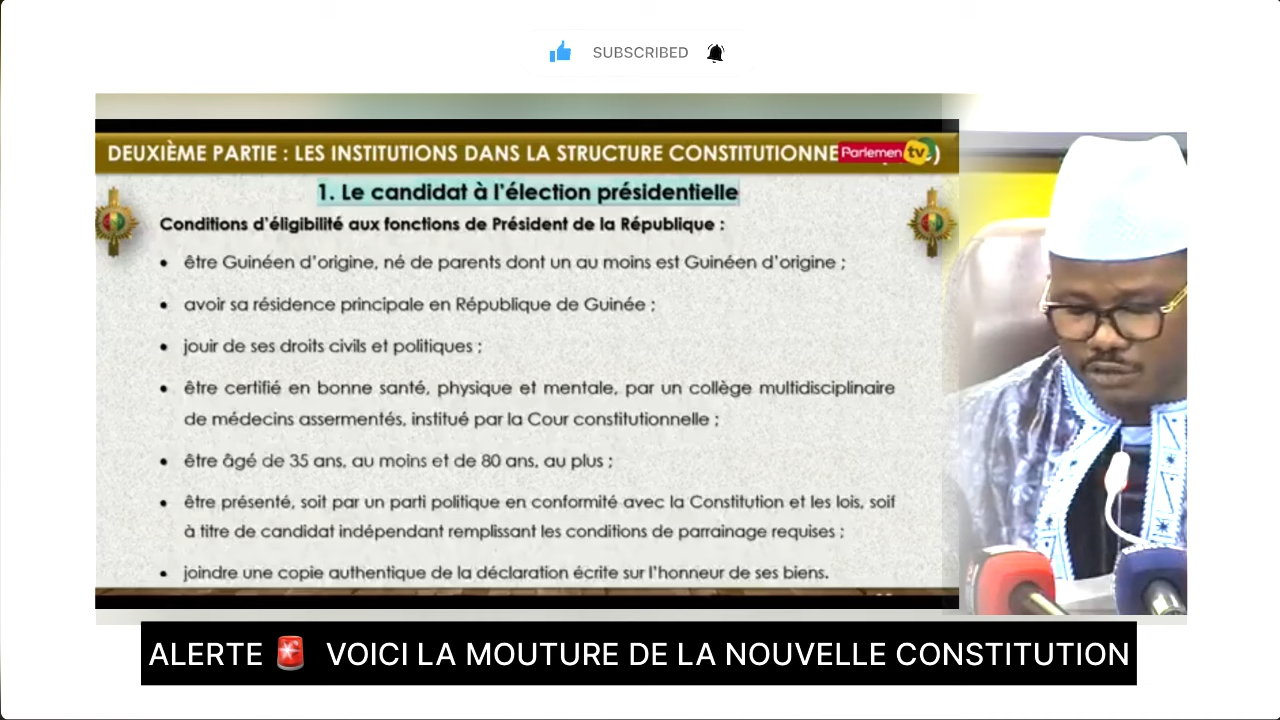 SUBSCRIBED
DEUXIÈME PARTIE : LES INSTITUTIONS DANS LA STRUCTURE CONSTITUTIONNE
Parlemen tv
1. Le candidat à l’élection présidentielle
Conditions d’éligibilité aux fonctions de Président de la République :
• être Guinéen d’origine, né de parents dont un au moins est Guinéen d’origine ;
• avoir sa résidence principale en République de Guinée ;
• jouir de ses droits civils et politiques ;
• être certifié en bonne santé, physique et mentale, par un collège multidisciplinaire
de médecins assermentés, institué par la Cour constitutionnelle ;
• être âgé de 35 ans, au moins et de 80 ans, au plus ;
• être présenté, soit par un parti politique en conformité avec la Constitution et les lois, soit
à titre de candidat indépendant remplissant les conditions de parrainage requises ;
• joindre une copie authentique de la déclaration écrite sur l’honneur de ses biens.
ALERTE 🚨 VOICI LA MOUTURE DE LA NOUVELLE CONSTITUTION